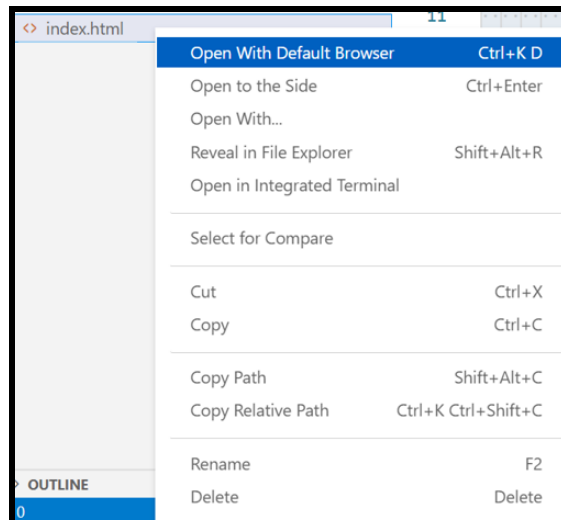 index.html
11
Open With Default Browser Ctrl+K D
Open to the Side Ctrl+Enter
Open With...
Reveal in File Explorer Shift+Alt+R
Open in Integrated Terminal
Select for Compare
Cut Ctrl+X
Copy Ctrl+C
Copy Path Shift+Alt+C
Copy Relative Path Ctrl+K Ctrl+Shift+C
Rename F2
OUTLINE
Delete Delete
0